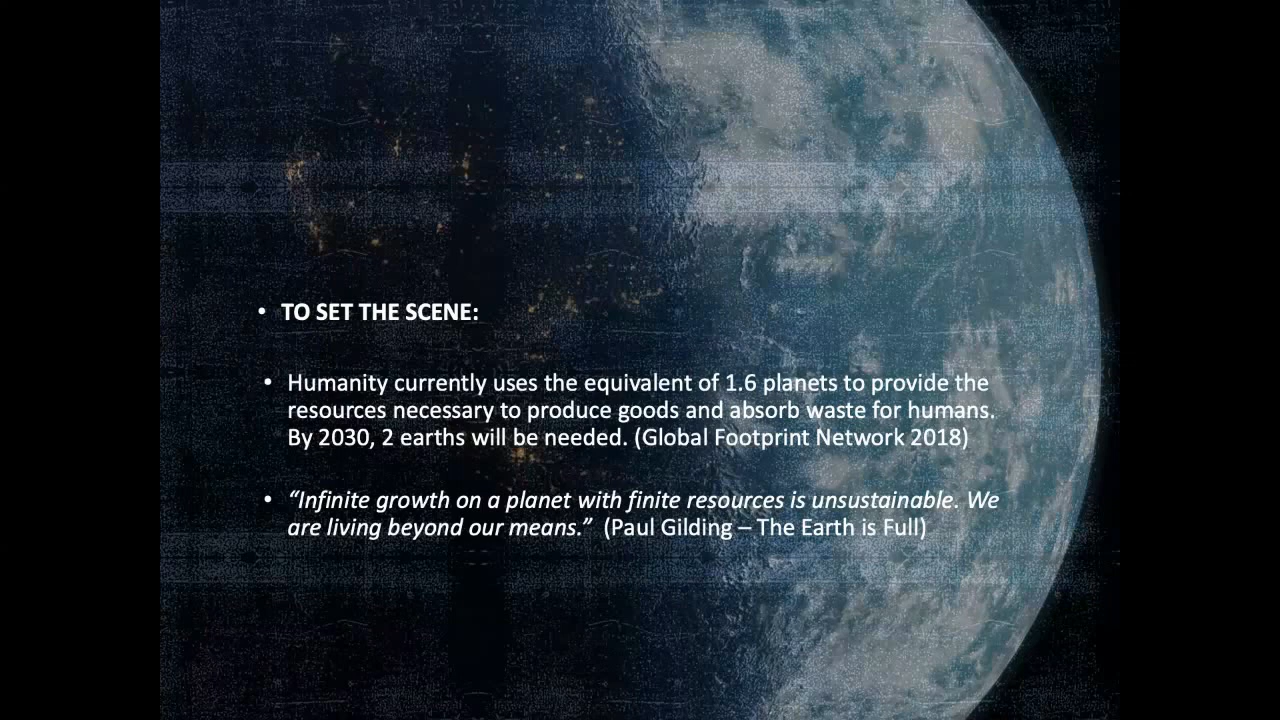 • TO SET THE SCENE:
• Humanity currently uses the equivalent of 1.6 planets to provide the
resources necessary to produce goods and absorb waste for humans.
By 2030, 2 earths will be needed. (Global Footprint Network 2018)
• “Infinite growth on a planet with finite resources is unsustainable. We
are living beyond our means.” (Paul Gilding – The Earth is Full)